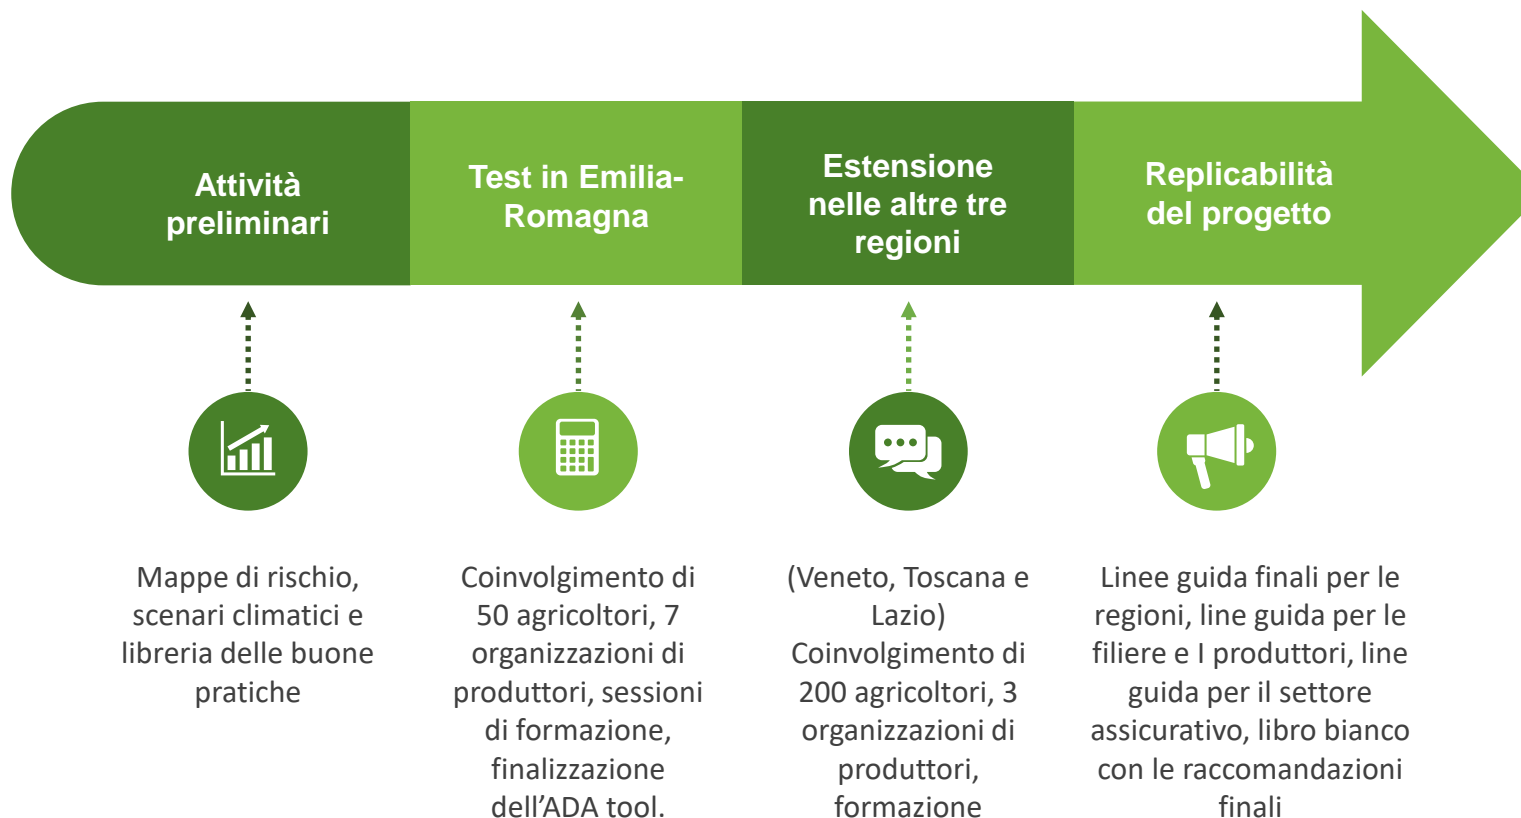 Attività
preliminari
Test in Emilia-
Romagna
Estensione
nelle altre tre
regioni
Replicabilità
del progetto
Mappe di rischio,
scenari climatici e
libreria delle buone
pratiche
Coinvolgimento di
50 agricoltori, 7
organizzazioni di
produttori, sessioni
di formazione,
finalizzazione
dell’ADA tool.
(Veneto, Toscana e
Lazio)
Coinvolgimento di
200 agricoltori, 3
organizzazioni di
produttori,
formazione
Linee guida finali per le
regioni, line guida per le
filiere e I produttori, line
guida per il settore
assicurativo, libro bianco
con le raccomandazioni
finali